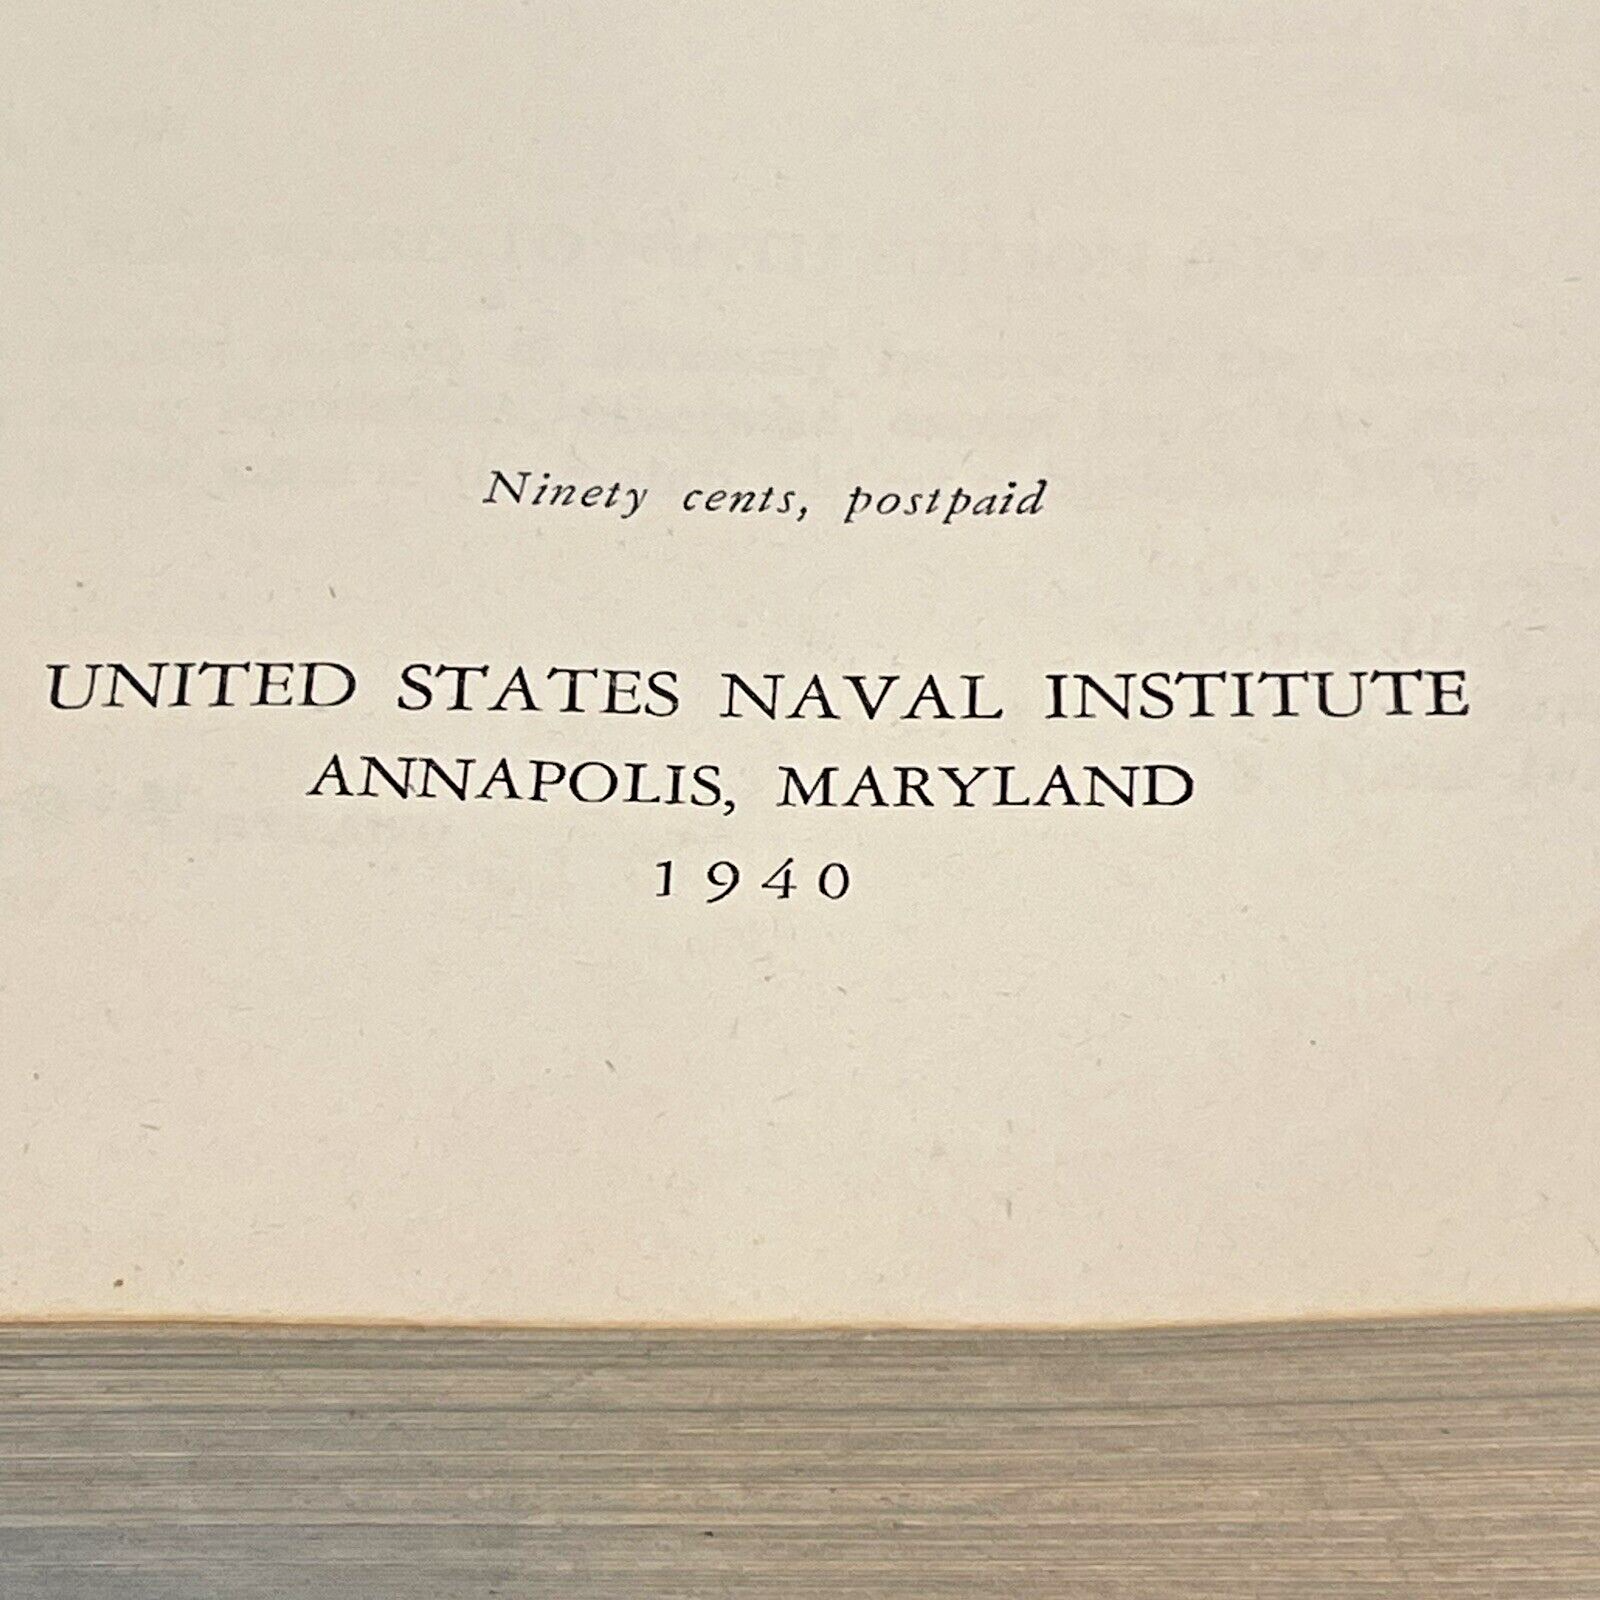 Ninety cents, postpaid
UNITED STATES NAVAL INSTITUTE
ANNAPOLIS, MARYLAND
1940